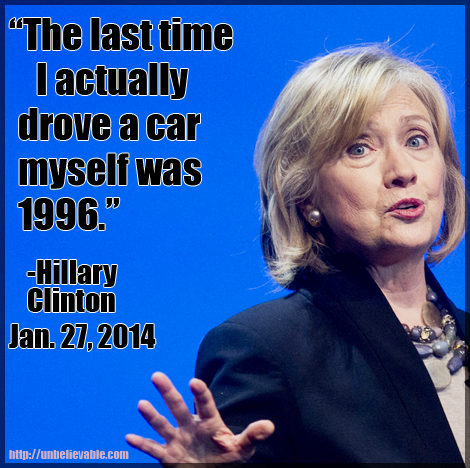 “The last time
I actually
drove a car
myself was
1996.”
-Hillary
Clinton
Jan. 27, 2014
http://unbelievable.com